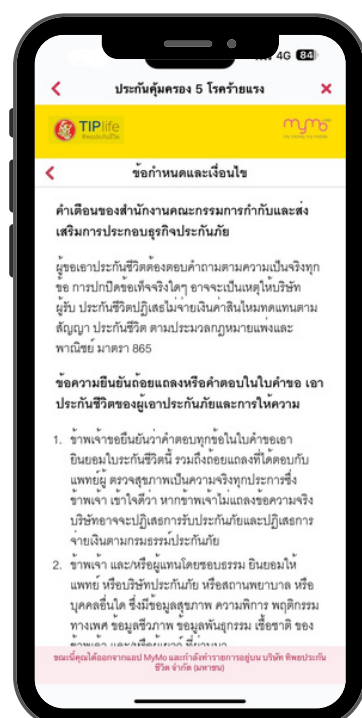 4G 84
ประกันคุ้มครอง 5 โรคร้ายแรง
TIPlife
ทิพยประกันชีวิต
mymo
my money, my mobile
ข้อกำหนดและเงื่อนไข
คำเตือนของสำนักงานคณะกรรมการกำกับและส่ง
เสริมการประกอบธุรกิจประกันภัย
ผู้ขอเอาประกันชีวิตต้องตอบคำถามตามความเป็นจริงทุก
ข้อ การปกปิดข้อเท็จจริงใดๆ อาจจะเป็นเหตุให้บริษัท
ผู้รับ ประกันชีวิตปฏิเสธไม่จ่ายเงินค่าสินไหมทดแทนตาม
สัญญา ประกันชีวิต ตามประมวลกฎหมายแพ่งและ
พาณิชย์ มาตรา 865
ข้อความยืนยันถ้อยแถลงหรือคำตอบในใบคำขอ เอา
ประกันชีวิตของผู้เอาประกันภัยและการให้ความ
1. ข้าพเจ้าขอยืนยันว่าคำตอบทุกข้อในใบคำขอเอา
ยินยอมใบระกันชีวิตนี้ รวมถึงถ้อยแถลงที่ได้ตอบกับ
แพทย์ผู้ ตรวจสุขภาพเป็นความจริงทุกประการซึ่ง
ข้าพเจ้า เข้าใจดีว่า หากข้าพเจ้าไม่แถลงข้อความจริง
บริษัทอาจจะปฏิเสธการรับประกันภัยและปฏิเสธการ
จ่ายเงินตามกรมธรรม์ประกันภัย
2. ข้าพเจ้า และ/หรือผู้แทนโดยชอบธรรม ยินยอมให้
แพทย์ หรือบริษัทประกันภัย หรือสถานพยาบาล หรือ
บุคคลอื่นใด ซึ่งมีข้อมูลสุขภาพ ความพิการ พฤติกรรม
ทางเพศ ข้อมูลชีวภาพ ข้อมูลพันธุกรรม เชื้อชาติ ของ
ข้าพเจ้า และ/หรือผู้เยาว์ ที่ผ่านมา
ขณะนี้คุณได้ออกจากแอป MyMo และกำลังทำรายการอยู่บน บริษัท ทิพยประกัน
ชีวิต จำกัด (มหาชน)